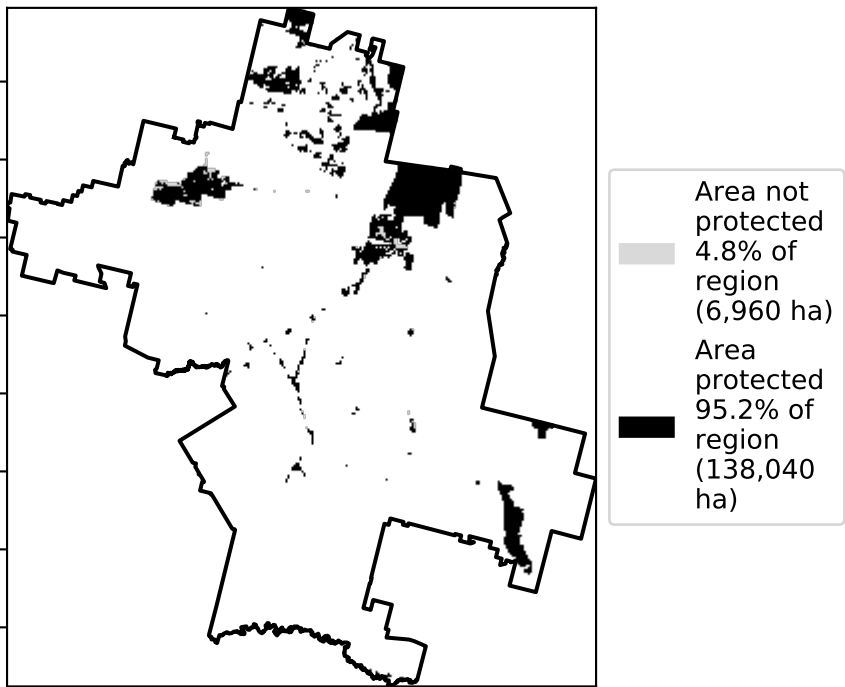 Area not
protected
4.8% of
region
(6,960 ha)
Area
protected
95.2% of
region
(138,040
ha)